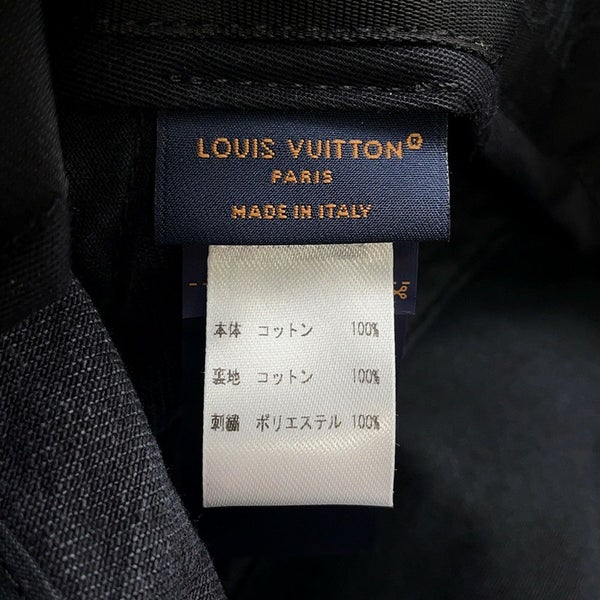 LOUIS VUITTON®
PARIS
MADE IN ITALY
本体 コットン 100%
裏地 コットン 100%
刺繍 ポリエステル 100%